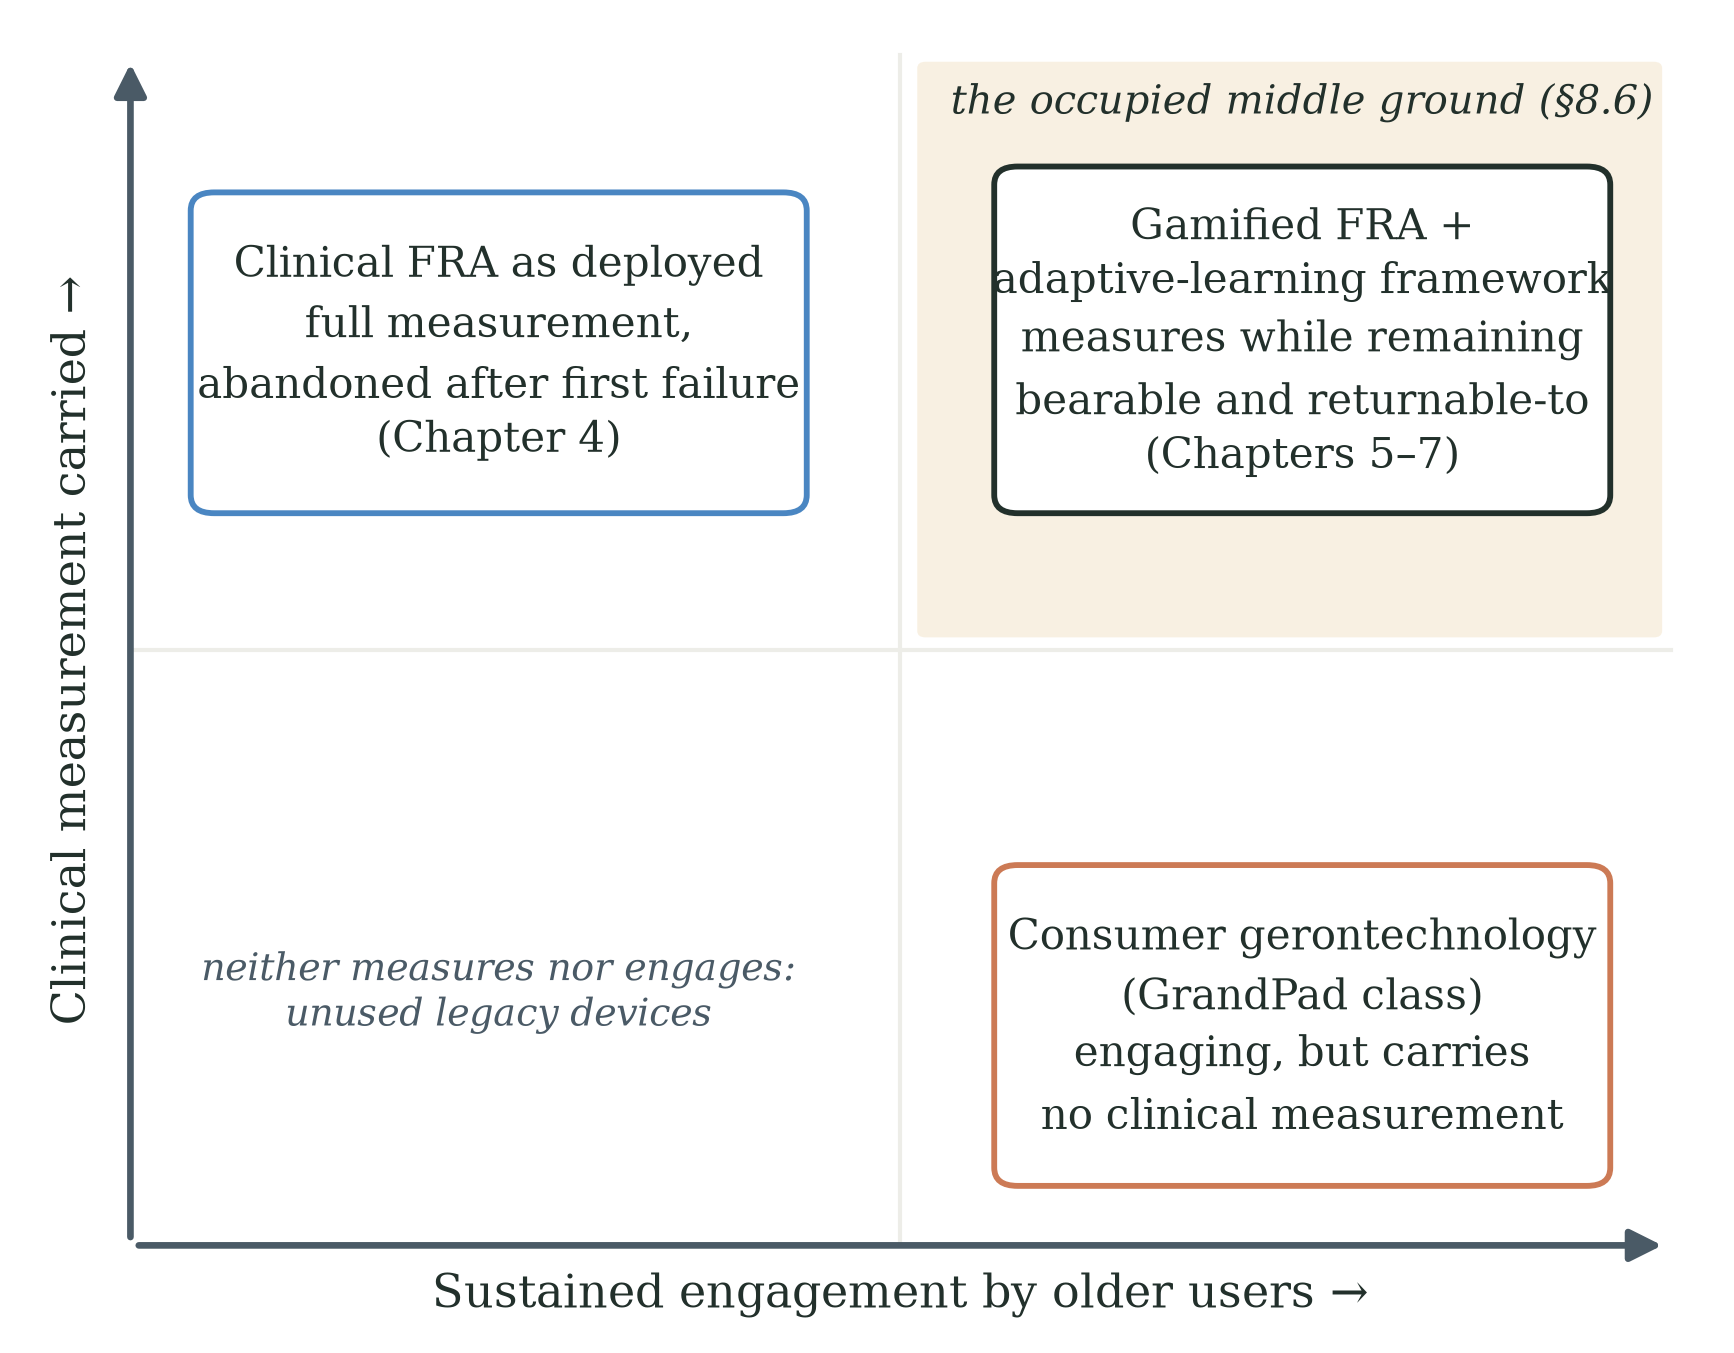 the occupied middle ground (§8.6)
Clinical FRA as deployed
full measurement,
abandoned after first failure
(Chapter 4)
Gamified FRA +
adaptive-learning framework
measures while remaining
bearable and returnable-to
(Chapters 5–7)
Clinical measurement carried →
neither measures nor engages:
unused legacy devices
Consumer gerontechnology
(GrandPad class)
engaging, but carries
no clinical measurement
Sustained engagement by older users →